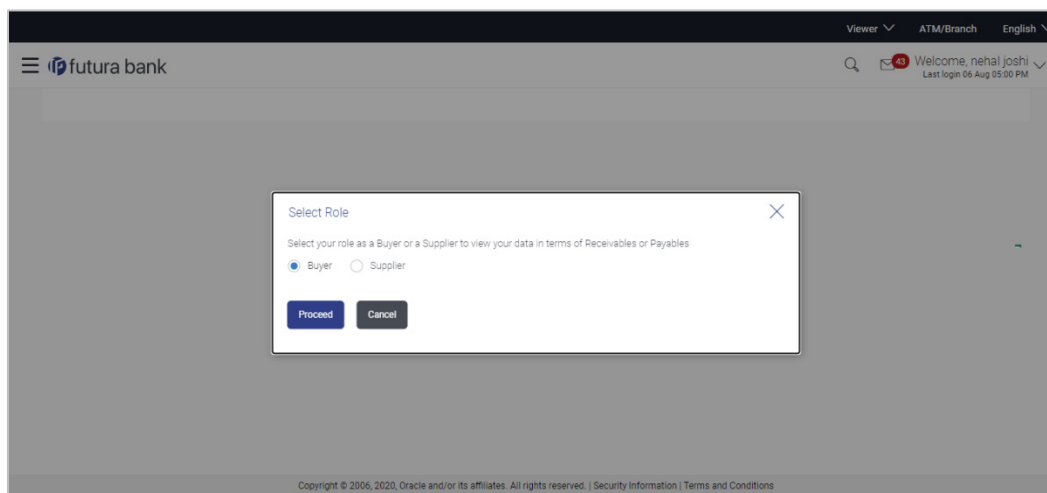 Viewer ATM/Branch English
futura bank 43 Welcome, nehal joshi
Last login 06 Aug 05:00 PM
Select Role
Select your role as a Buyer or a Supplier to view your data in terms of Receivables or Payables
Buyer Supplier
Proceed Cancel
Copyright © 2006, 2020, Oracle and/or its affiliates. All rights reserved. | Security Information | Terms and Conditions